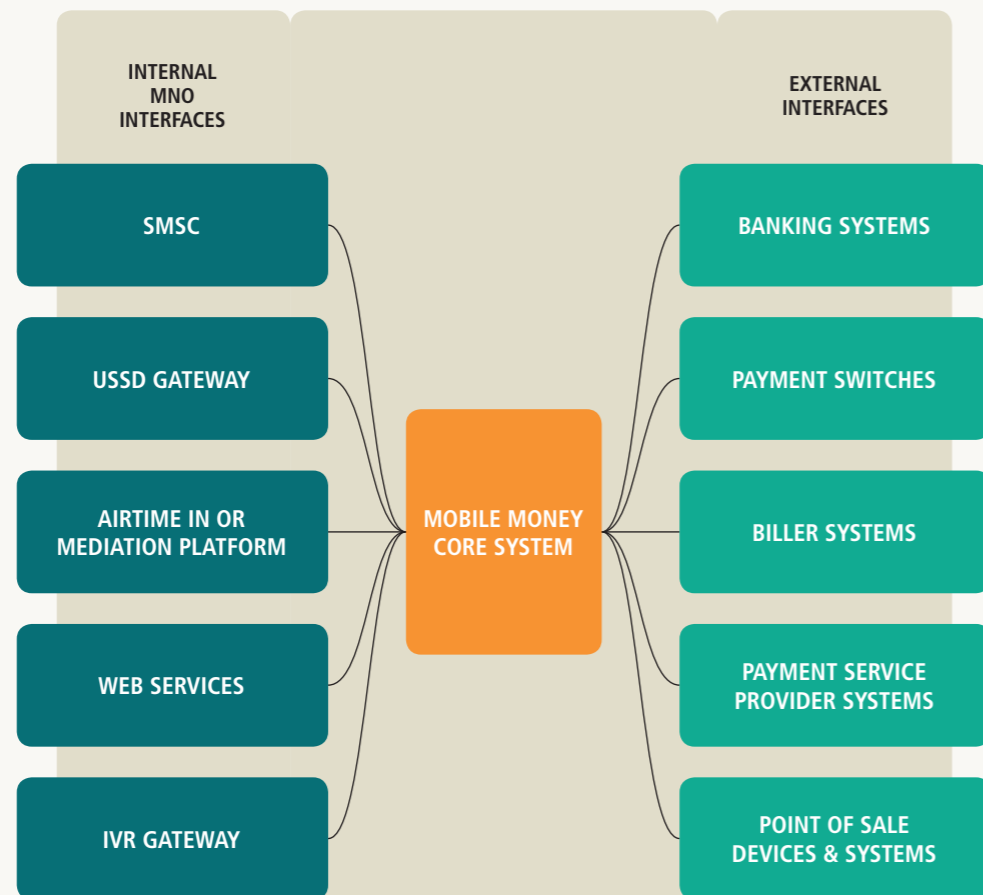 INTERNAL
MNO
INTERFACES
EXTERNAL
INTERFACES
SMSC
USSD GATEWAY
AIRTIME IN OR
MEDIATION PLATFORM
WEB SERVICES
IVR GATEWAY
MOBILE MONEY
CORE SYSTEM
BANKING SYSTEMS
PAYMENT SWITCHES
BILLER SYSTEMS
PAYMENT SERVICE
PROVIDER SYSTEMS
POINT OF SALE
DEVICES & SYSTEMS